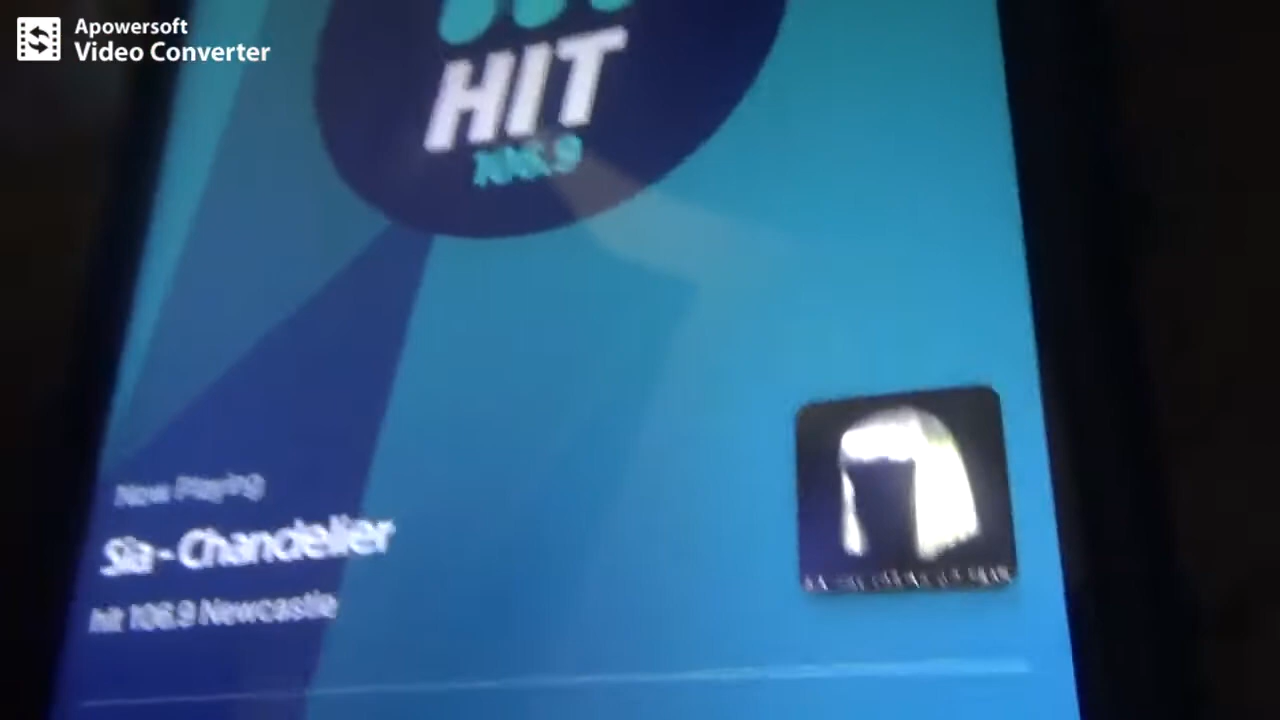 Apowersoft
Video Converter
HIT
106.9
Now Playing
Sia - Chandelier
hit 106.9 Newcastle